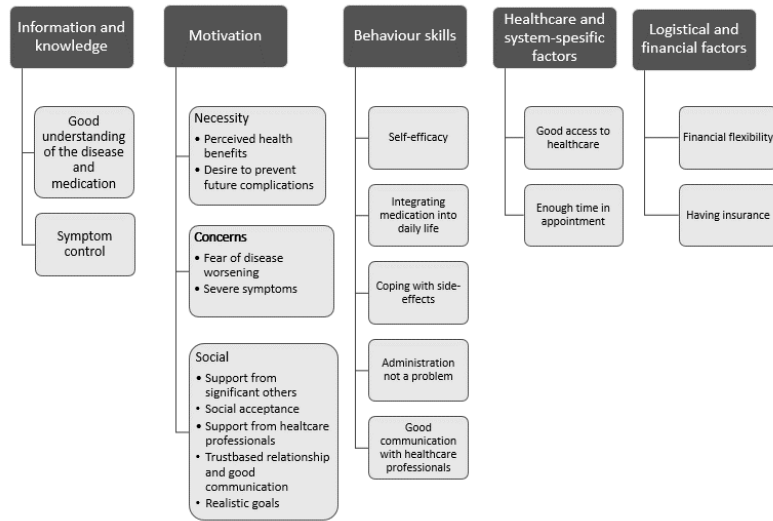 Information and
knowledge
Good
understanding
of the disease
and
medication
Symptom
control
Motivation
Necessity
• Perceived health
benefits
• Desire to prevent
future complications
Concerns
• Fear of disease
worsening
• Severe symptoms
Social
• Support from
significant others
• Social acceptance
• Support from healtcare
professionals
• Trustbased relationship
and good
communication
• Realistic goals
Behaviour skills
Self-efficacy
Integrating
medication into
daily life
Coping with side-
effects
Administration
not a problem
Good
communication
with healthcare
professionals
Healthcare and
system-spesific
factors
Good access to
healthcare
Enough time in
appointment
Logistical and
financial factors
Financial flexibility
Having insurance